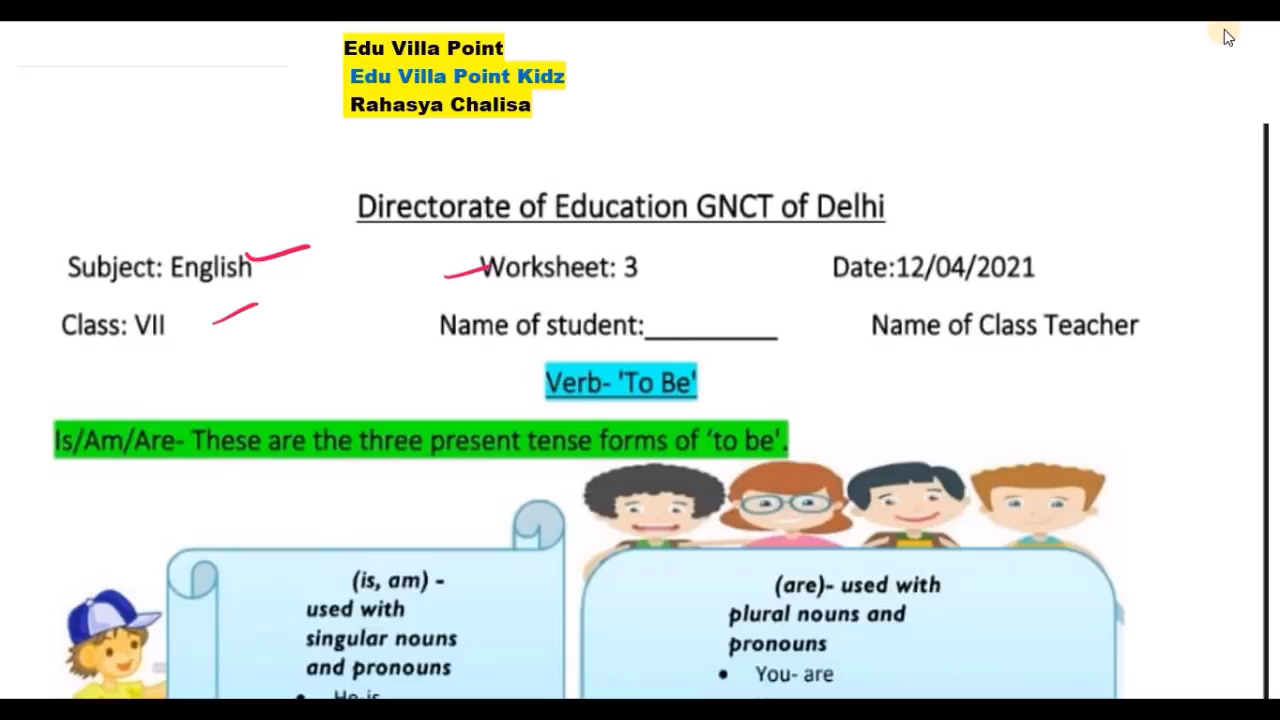 Edu Villa Point
Edu Villa Point Kidz
Rahasya Chalisa
Directorate of Education GNCT of Delhi
Subject: English Worksheet: 3 Date:12/04/2021
Class: VII Name of student:__________ Name of Class Teacher
Verb- 'To Be'
Is/Am/Are- These are the three present tense forms of ‘to be'.
(is, am) -
used with
singular nouns
and pronouns
• He-is
(are)- used with
plural nouns and
pronouns
• You- are